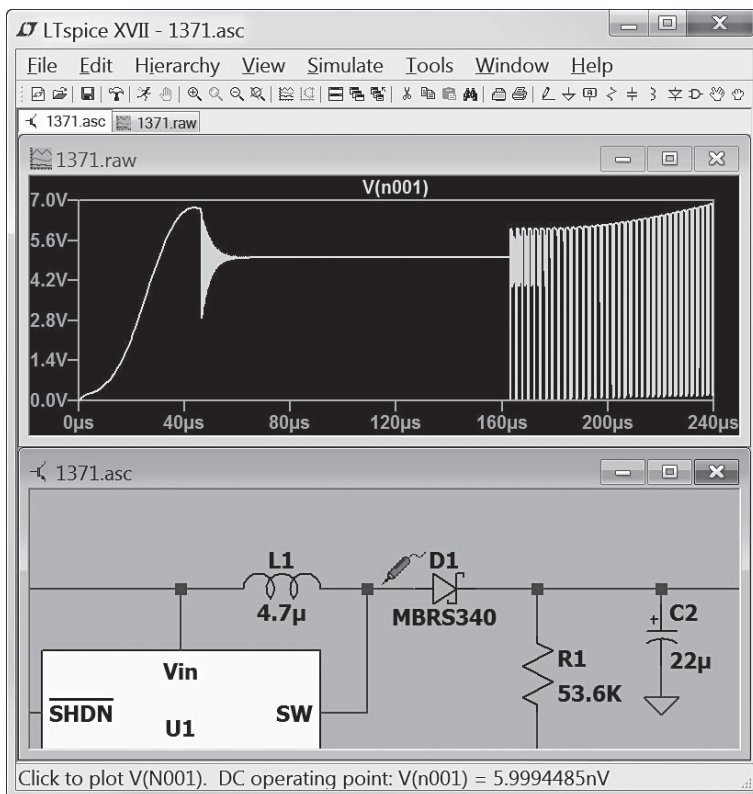 LTspice XVII - 1371.asc
File Edit Hierarchy View Simulate Tools Window Help
1371.asc 1371.raw
1371.raw
V(n001)
7.0V
5.6V
4.2V
2.8V
1.4V
0.0V
0µs 40µs 80µs 120µs 160µs 200µs 240µs
1371.asc
L1
4.7µ
D1
MBRS340
C2
22µ
R1
53.6K
Vin
SHDN
U1
SW
Click to plot V(N001). DC operating point: V(n001) = 5.9994485nV